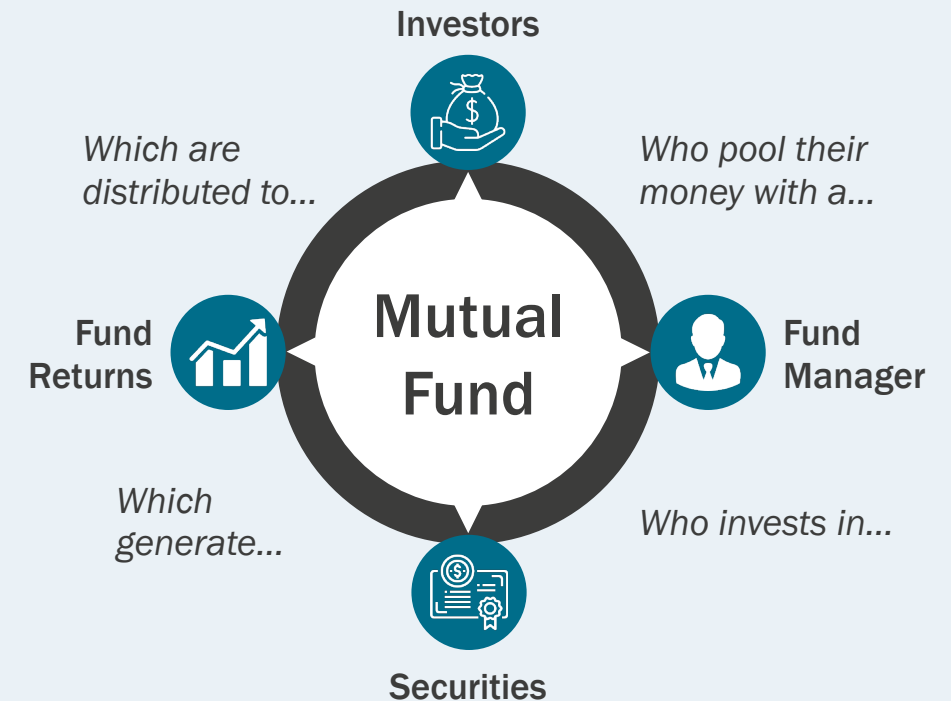 Investors
Who pool their
money with a...
Fund
Manager
Who invests in...
Securities
Which
generate...
Fund
Returns
Which are
distributed to...
Mutual
Fund
$
$